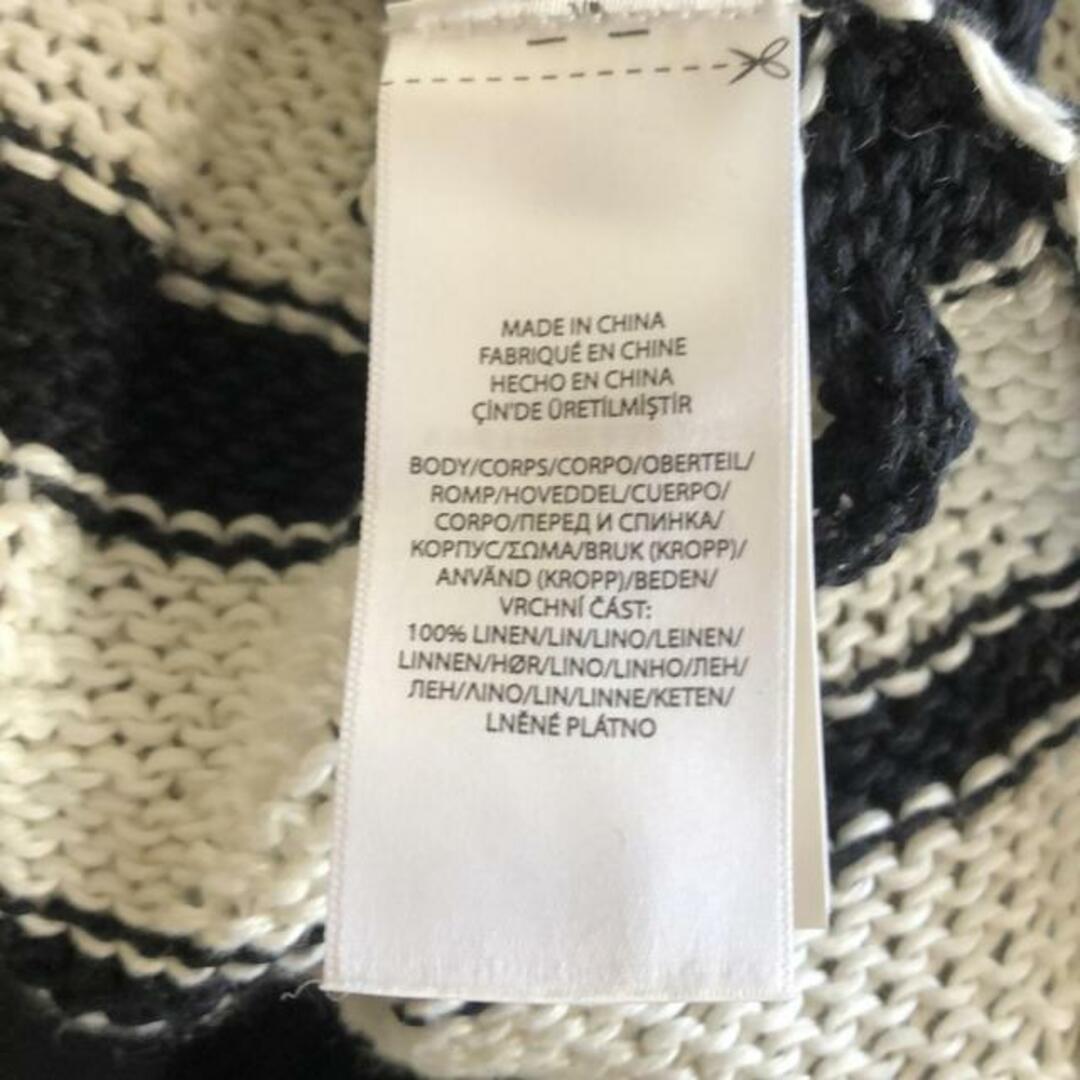 MADE IN CHINA
FABRIQUÉ EN CHINE
HECHO EN CHINA
ÇİN'DE ÜRETİLMİŞTİR
BODY/CORPS/CORPO/OBERTEIL/
ROMP/HOVEDDEL/CUERPO/
CORPO/ПЕРЕД И СПИНКА/
КОРПУС/ΣΩΜΑ/BRUK (KROPP)/
ANVÄND (KROPP)/BEDEN/
VRCHNÍ ČÁST:
100% LINEN/LIN/LINO/LEINEN/
LINNEN/HØR/LINO/LINHO/ЛЕН/
ЛЕН/ΛΙΝΟ/LIN/LINNE/KETEN/
LNĚNÉ PLÁTNO